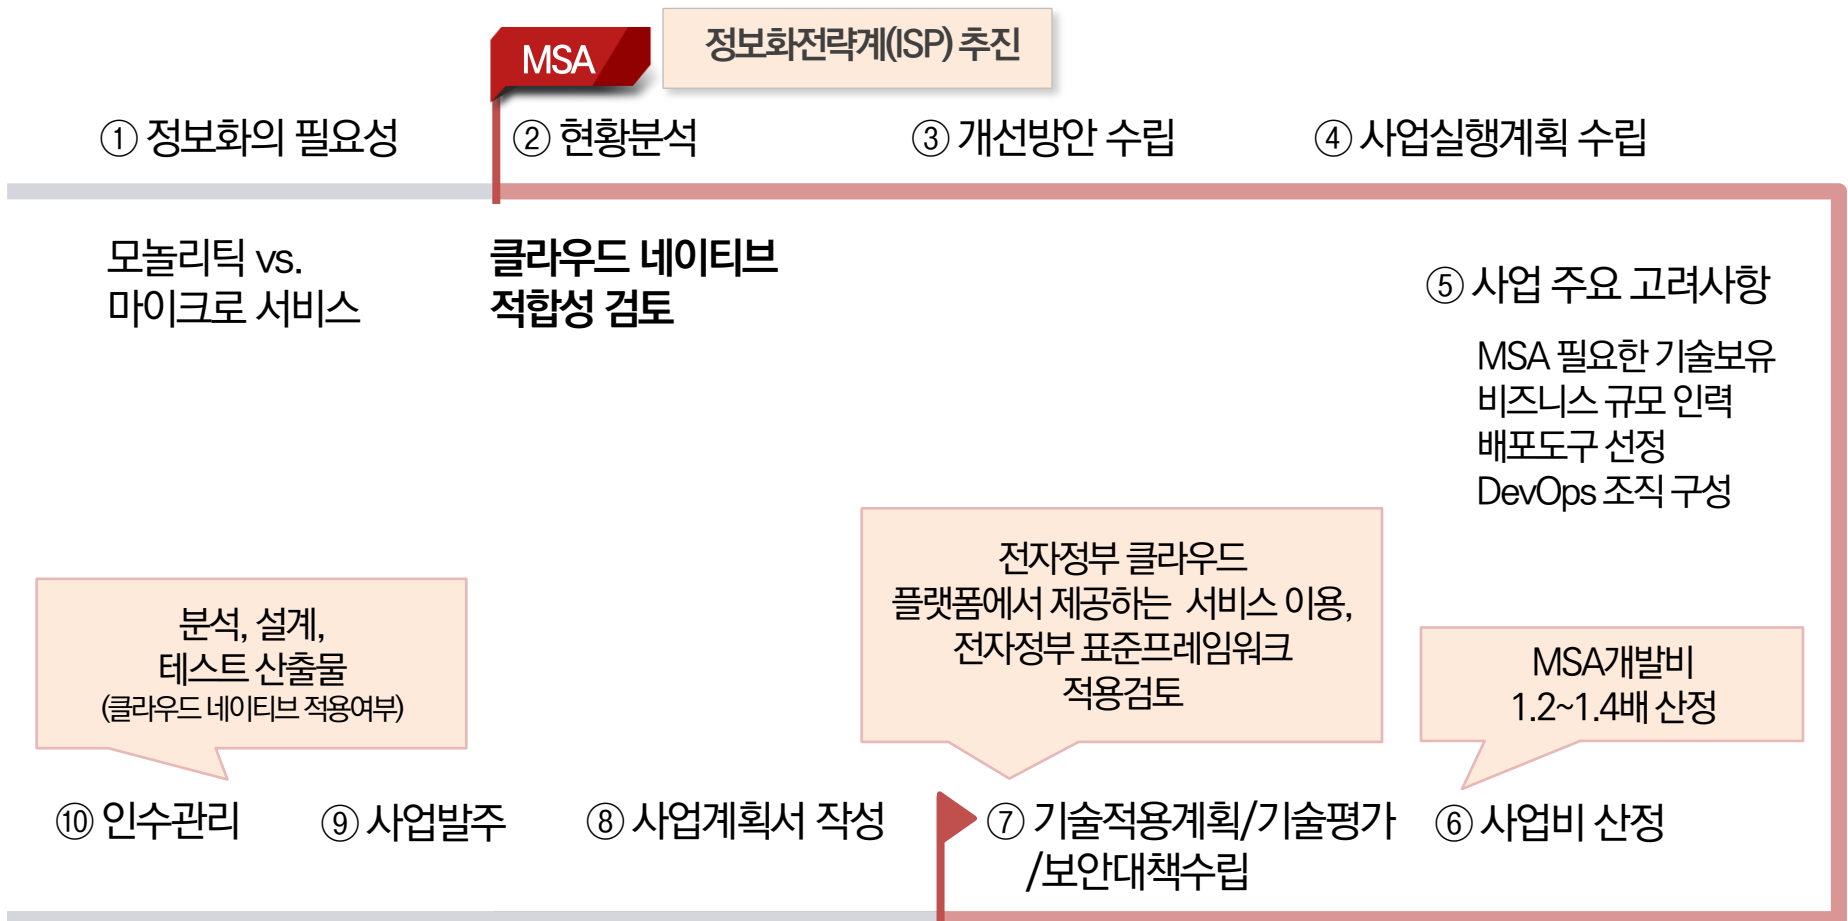 MSA
정보화전략계(ISP) 추진
① 정보화의 필요성
② 현황분석
③ 개선방안 수립
④ 사업실행계획 수립
모놀리틱 vs.
마이크로 서비스
클라우드 네이티브
적합성 검토
⑤ 사업 주요 고려사항
MSA 필요한 기술보유
비즈니스 규모 인력
배포도구 선정
DevOps 조직 구성
MSA개발비
1.2~1.4배 산정
⑥ 사업비 산정
전자정부 클라우드
플랫폼에서 제공하는 서비스 이용,
전자정부 표준프레임워크
적용검토
⑦ 기술적용계획/기술평가
/보안대책수립
⑧ 사업계획서 작성
⑨ 사업발주
분석, 설계,
테스트 산출물
(클라우드 네이티브 적용여부)
⑩ 인수관리